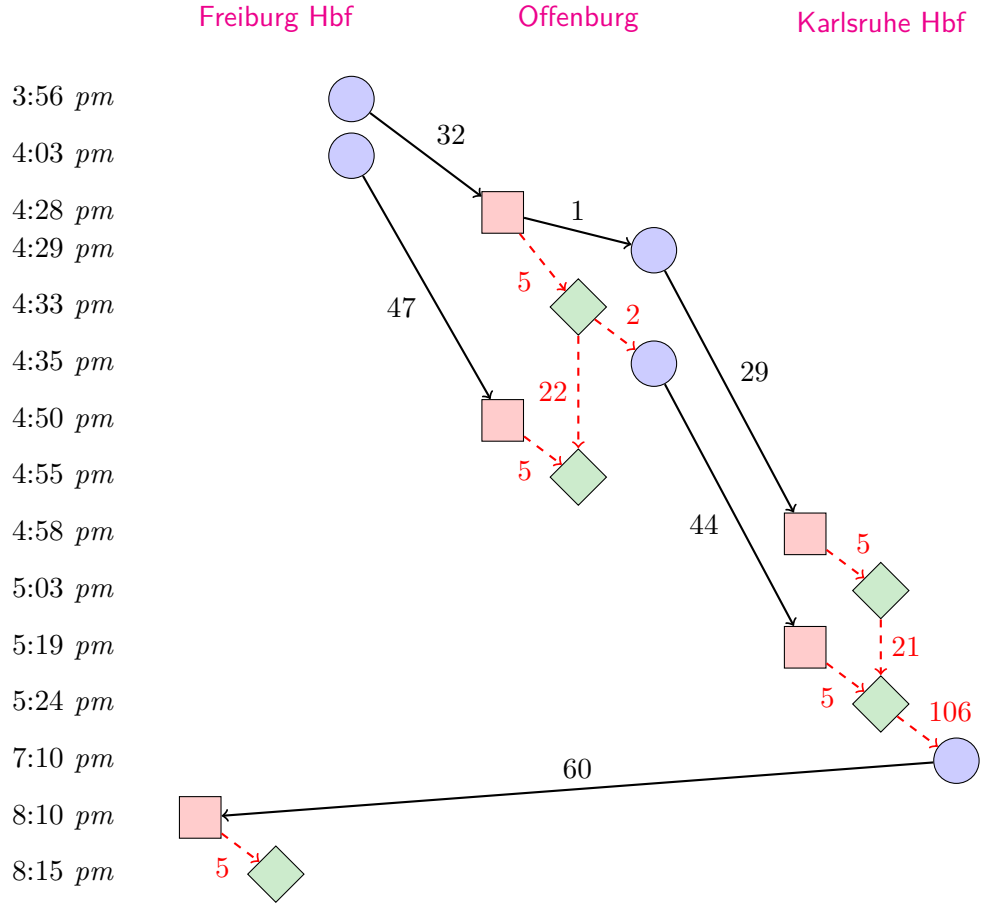 Freiburg Hbf Offenburg Karlsruhe Hbf
3:56 pm
32
4:03 pm
4:28 pm 1
4:29 pm
5
4:33 pm 47 2
4:35 pm 29
22
4:50 pm
5
4:55 pm
44
4:58 pm 5
5:03 pm
5:19 pm 21
5
5:24 pm 106
7:10 pm 60
8:10 pm
5
8:15 pm